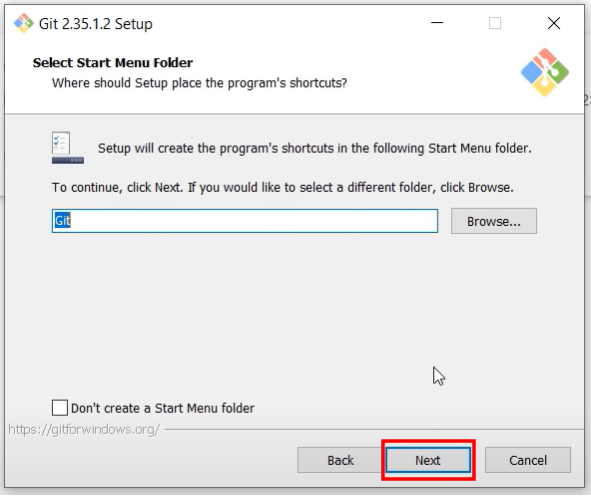 Git 2.35.1.2 Setup
Select Start Menu Folder
Where should Setup place the program's shortcuts?
Setup will create the program's shortcuts in the following Start Menu folder.
To continue, click Next. If you would like to select a different folder, click Browse.
Git
Browse...
Don't create a Start Menu folder
https://gitforwindows.org/
Back
Next
Cancel